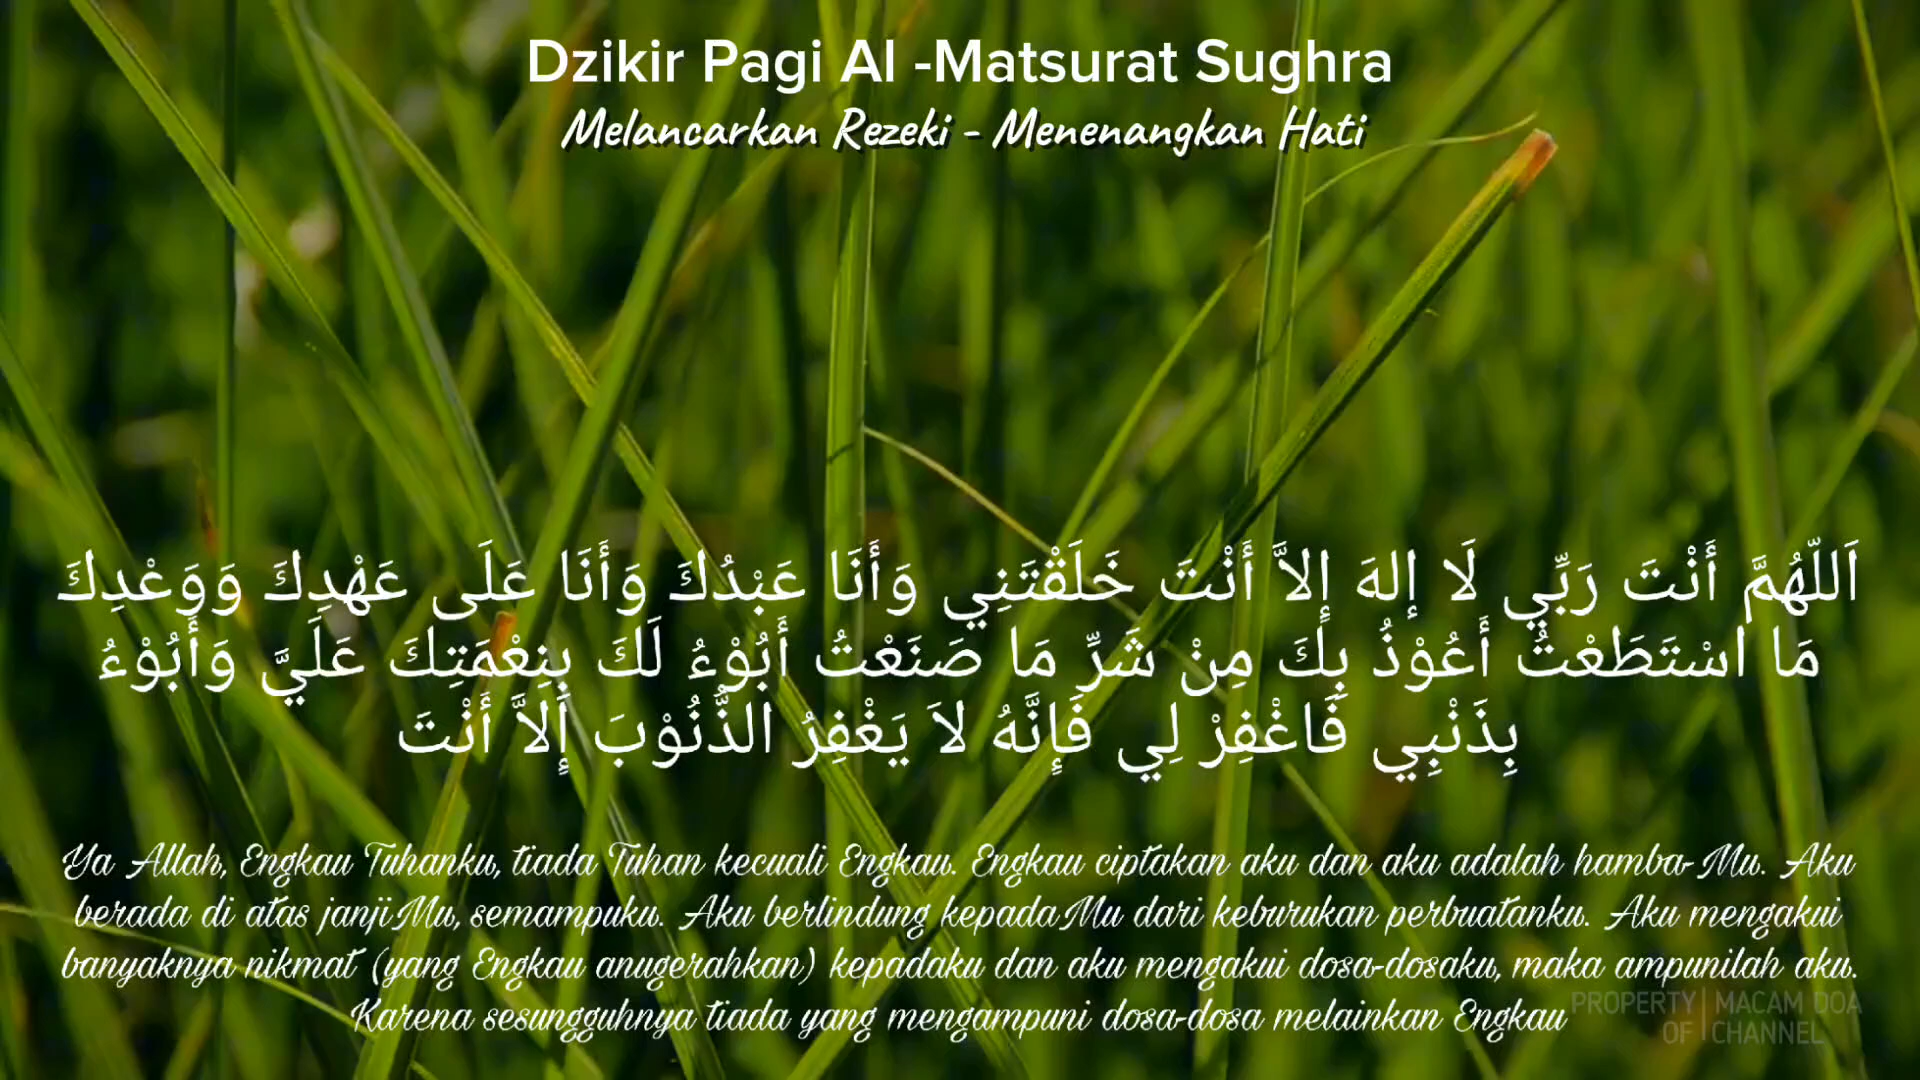 Dzikir Pagi Al -Matsurat Sughra
Melancarkan Rezeki - Menenangkan Hati
اَللّهُمَّ أَنْتَ رَبِّي لَا إِلهَ إِلاَّ أَنْتَ خَلَقْتَنِي وَأَنَا عَبْدُكَ وَأَنَا عَلَى عَهْدِكَ وَوَعْدِكَ
مَا اسْتَطَعْتُ أَعُوْذُ بِكَ مِنْ شَرِّ مَا صَنَعْتُ أَبُوْءُ لَكَ بِنِعْمَتِكَ عَلَيَّ وَأَبُوْءُ
بِذَنْبِي فَاغْفِرْ لِي فَإِنَّهُ لاَ يَغْفِرُ الذُّنُوْبَ إِلاَّ أَنْتَ
Ya Allah, Engkau Tuhanku, tiada Tuhan kecuali Engkau. Engkau ciptakan aku dan aku adalah hamba-Mu. Aku
berada di atas janjiMu, semampuku. Aku berlindung kepadaMu dari keburukan perbuatanku. Aku mengakui
banyaknya nikmat (yang Engkau anugerahkan) kepadaku dan aku mengakui dosa-dosaku, maka ampunilah aku.
Karena sesungguhnya tiada yang mengampuni dosa-dosa melainkan Engkau
PROPERTY OF
MACAM DOA CHANNEL